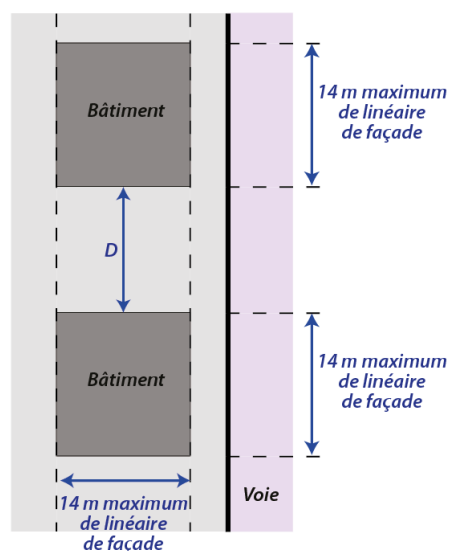 Bâtiment
14 m maximum
de linéaire
de façade
D
Bâtiment
14 m maximum
de linéaire
de façade
14 m maximum
de linéaire
de façade
Voie